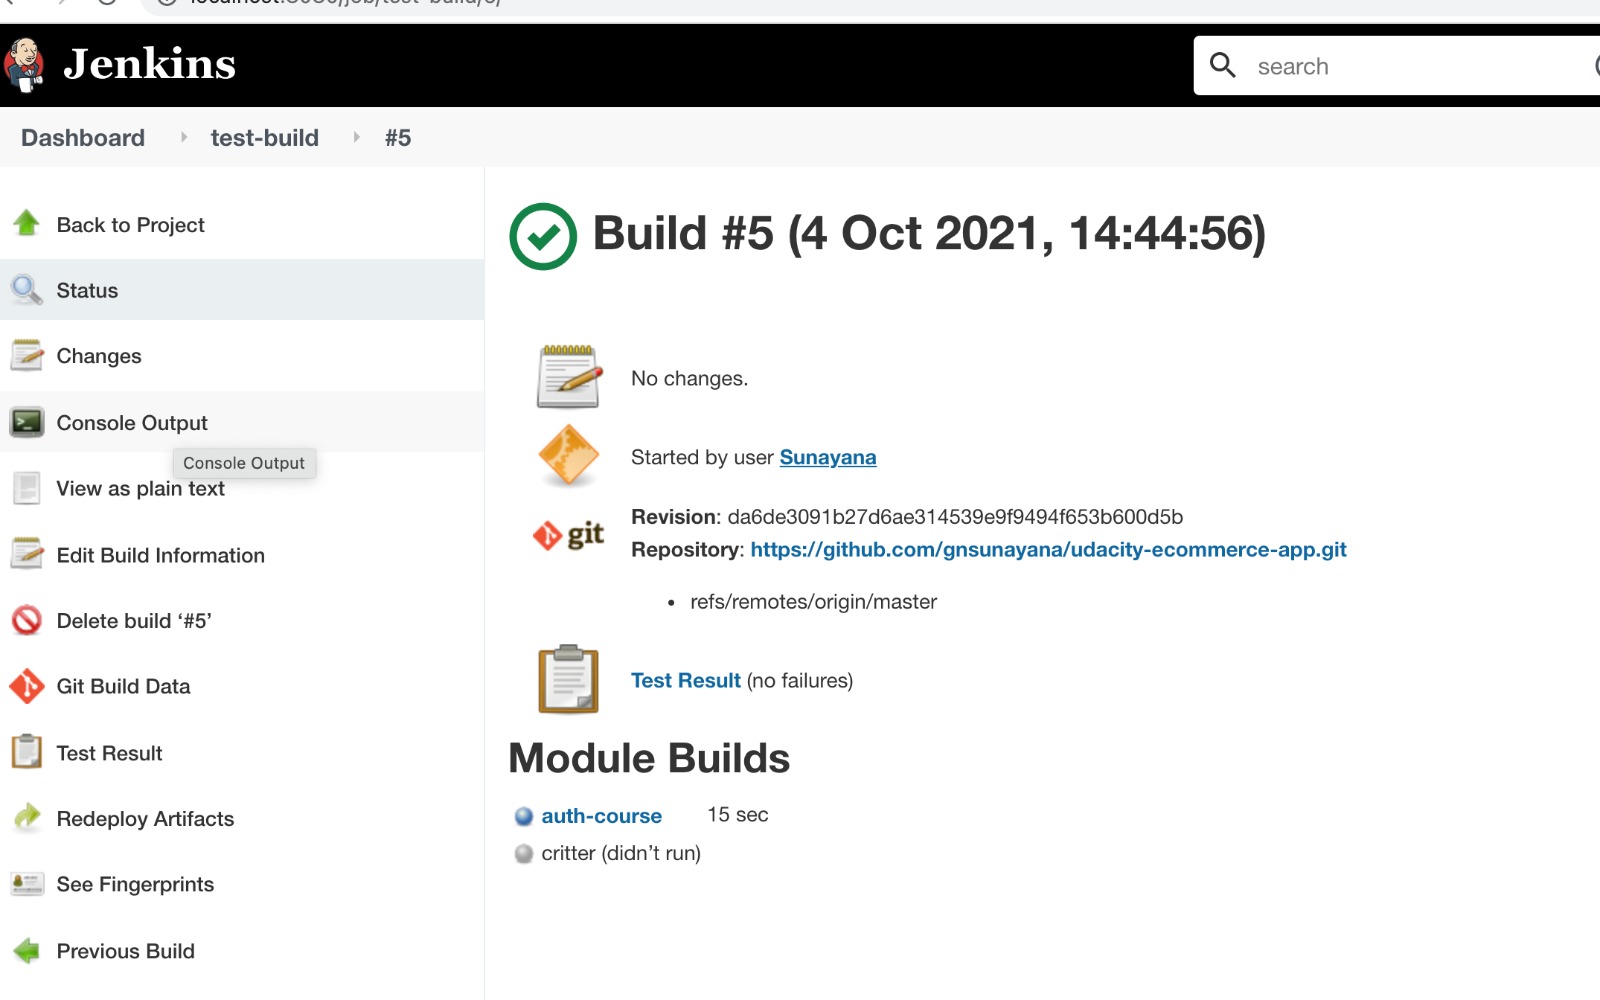 Jenkins
search
Dashboard
test-build
#5
Back to Project
Status
Changes
Console Output
Console Output
View as plain text
Edit Build Information
Delete build ‘#5’
Git Build Data
Test Result
Redeploy Artifacts
See Fingerprints
Previous Build
Build #5 (4 Oct 2021, 14:44:56)
No changes.
Started by user Sunayana
git
Revision: da6de3091b27d6ae314539e9f9494f653b600d5b
Repository: https://github.com/gnsunayana/udacity-ecommerce-app.git
• refs/remotes/origin/master
Test Result (no failures)
Module Builds
auth-course 15 sec
critter (didn’t run)